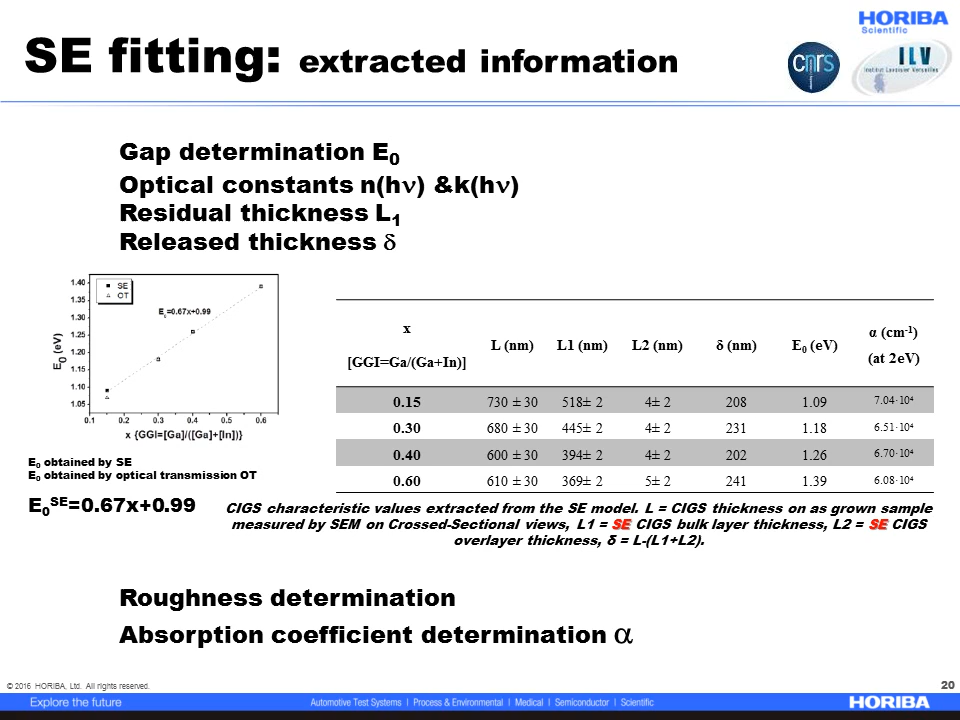 HORIBA
Scientific
SE fitting: extracted information
cnrs
ILV
Institut Lavoisier Versailles
Gap determination E₀
Optical constants n(hν) &k(hν)
Residual thickness L₁
Released thickness δ
1.40
1.35
1.30
1.25
1.20
1.15
1.10
1.05
E₀ (eV)
SE
OT
E₀=0.67x+0.99
0.1 0.2 0.3 0.4 0.5 0.6
x {GGI=[Ga]/([Ga]+[In])}
x
[GGI=Ga/(Ga+In)] L (nm) L1 (nm) L2 (nm) δ (nm) E₀ (eV) α (cm⁻¹)
(at 2eV)
0.15 730 ± 30 518± 2 4± 2 208 1.09 7.04·10⁴
0.30 680 ± 30 445± 2 4± 2 231 1.18 6.51·10⁴
0.40 600 ± 30 394± 2 4± 2 202 1.26 6.70·10⁴
0.60 610 ± 30 369± 2 5± 2 241 1.39 6.08·10⁴
E₀ obtained by SE
E₀ obtained by optical transmission OT
E₀ˢᴱ=0.67x+0.99
CIGS characteristic values extracted from the SE model. L = CIGS thickness on as grown sample
measured by SEM on Crossed-Sectional views, L1 = SE CIGS bulk layer thickness, L2 = SE CIGS
overlayer thickness, δ = L-(L1+L2).
Roughness determination
Absorption coefficient determination α
© 2016 HORIBA, Ltd. All rights reserved.
20
Explore the future
Automotive Test Systems | Process & Environmental | Medical | Semiconductor | Scientific
HORIBA